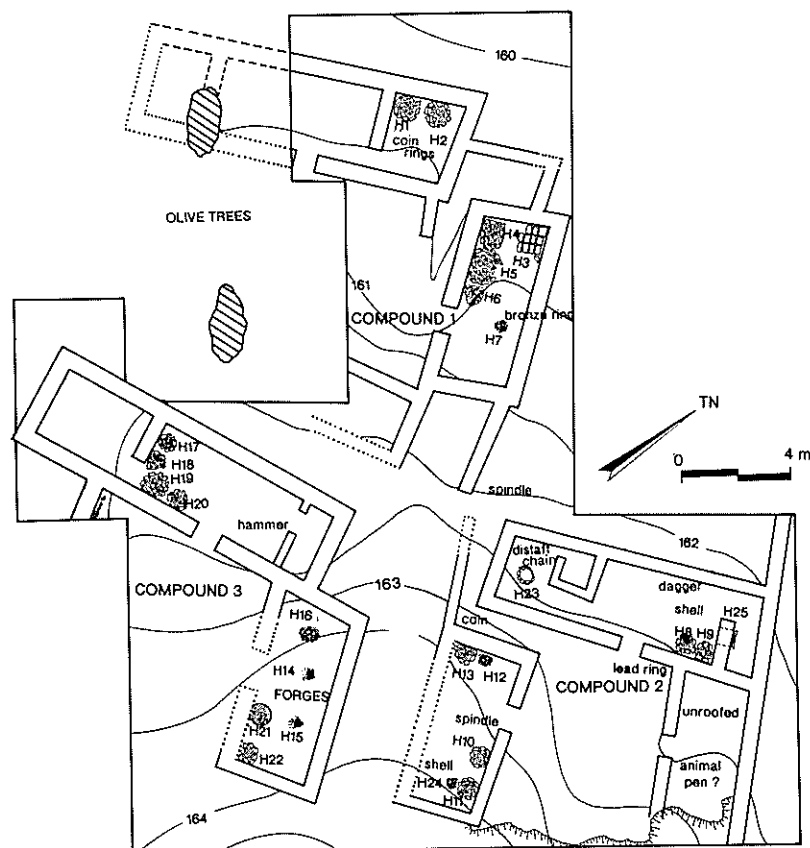 160
H1
H2
coin
rings
OLIVE TREES
H4
H3
H5
H6
161
COMPOUND 1
bronze ring
H7
TN
0
4 m
H17
H18
H19
H20
hammer
spindle
162
distaff
chain
H23
dagger
shell
H25
H8
H9
lead ring
COMPOUND 3
163
COMPOUND 2
coin
H16
H13
H12
H14
FORGES
unroofed
spindle
H21
H15
H10
H22
shell
H24
H11
animal
pen ?
164